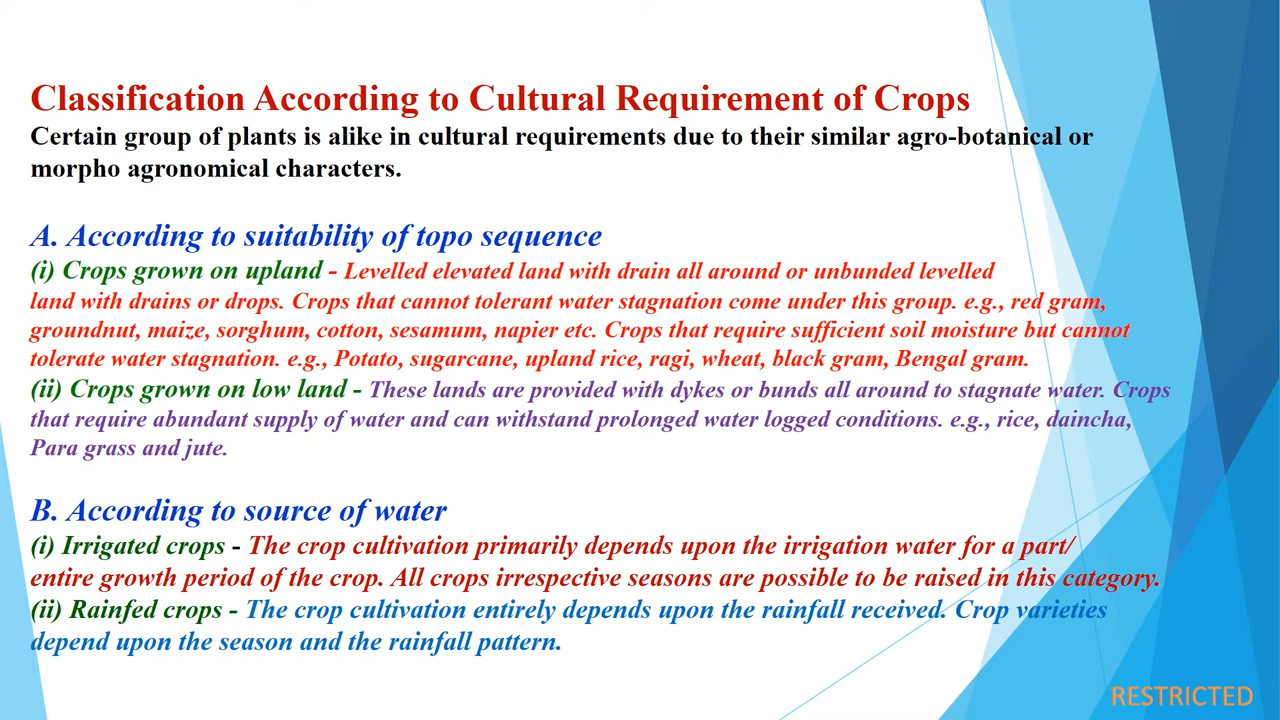 Classification According to Cultural Requirement of Crops
Certain group of plants is alike in cultural requirements due to their similar agro-botanical or
morpho agronomical characters.
A. According to suitability of topo sequence
(i) Crops grown on upland - Levelled elevated land with drain all around or unbunded levelled
land with drains or drops. Crops that cannot tolerant water stagnation come under this group. e.g., red gram,
groundnut, maize, sorghum, cotton, sesamum, napier etc. Crops that require sufficient soil moisture but cannot
tolerate water stagnation. e.g., Potato, sugarcane, upland rice, ragi, wheat, black gram, Bengal gram.
(ii) Crops grown on low land - These lands are provided with dykes or bunds all around to stagnate water. Crops
that require abundant supply of water and can withstand prolonged water logged conditions. e.g., rice, daincha,
Para grass and jute.
B. According to source of water
(i) Irrigated crops - The crop cultivation primarily depends upon the irrigation water for a part/
entire growth period of the crop. All crops irrespective seasons are possible to be raised in this category.
(ii) Rainfed crops - The crop cultivation entirely depends upon the rainfall received. Crop varieties
depend upon the season and the rainfall pattern.
RESTRICTED